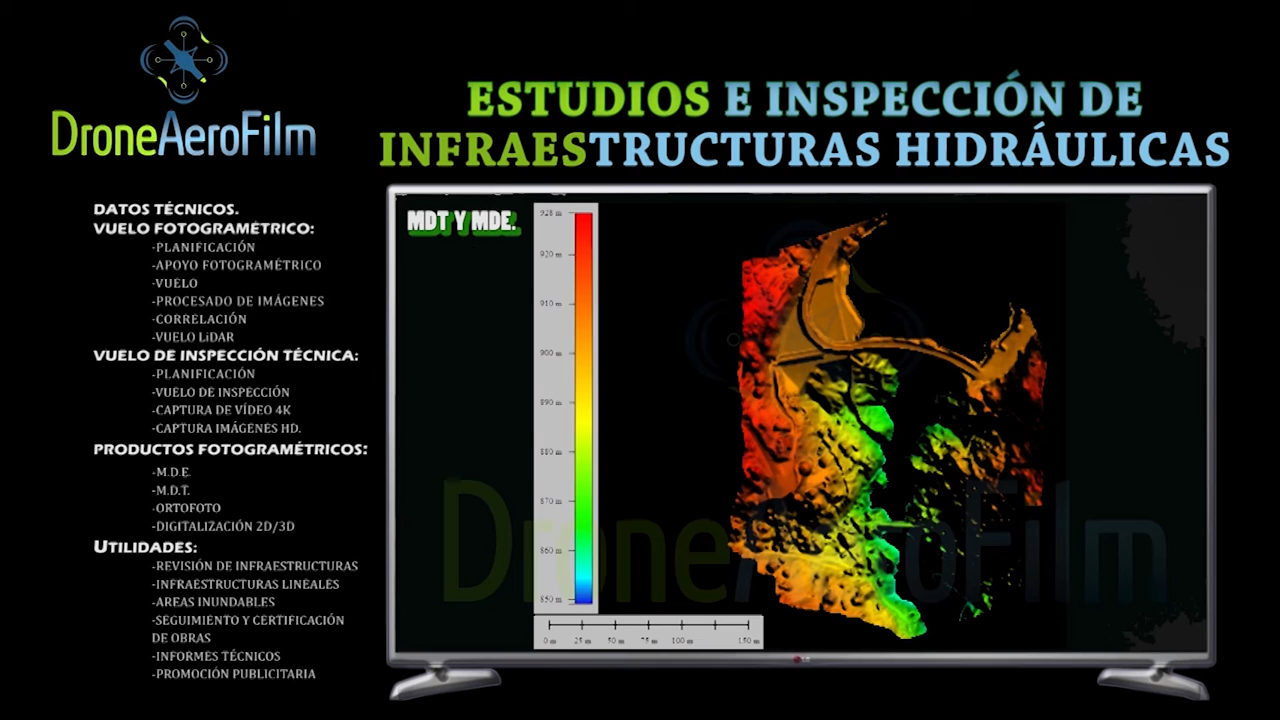 DroneAeroFilm
ESTUDIOS E INSPECCIÓN DE
INFRAESTRUCTURAS HIDRÁULICAS
DATOS TÉCNICOS.
VUELO FOTOGRAMÉTRICO:
-PLANIFICACIÓN
-APOYO FOTOGRAMÉTRICO
-VUELO
-PROCESADO DE IMÁGENES
-CORRELACIÓN
-VUELO LiDAR
VUELO DE INSPECCIÓN TÉCNICA:
-PLANIFICACIÓN
-VUELO DE INSPECCIÓN
-CAPTURA DE VÍDEO 4K
-CAPTURA IMÁGENES HD.
PRODUCTOS FOTOGRAMÉTRICOS:
-M.D.E.
-M.D.T.
-ORTOFOTO
-DIGITALIZACIÓN 2D/3D
UTILIDADES:
-REVISIÓN DE INFRAESTRUCTURAS
-INFRAESTRUCTURAS LINEALES
-AREAS INUNDABLES
-SEGUIMIENTO Y CERTIFICACIÓN
DE OBRAS
-INFORMES TÉCNICOS
-PROMOCIÓN PUBLICITARIA
MDT Y MDE.
928 m
920 m
910 m
900 m
890 m
880 m
870 m
860 m
850 m
0 m 25 m 50 m 75 m 100 m 150 m
DroneAeroFilm
LG